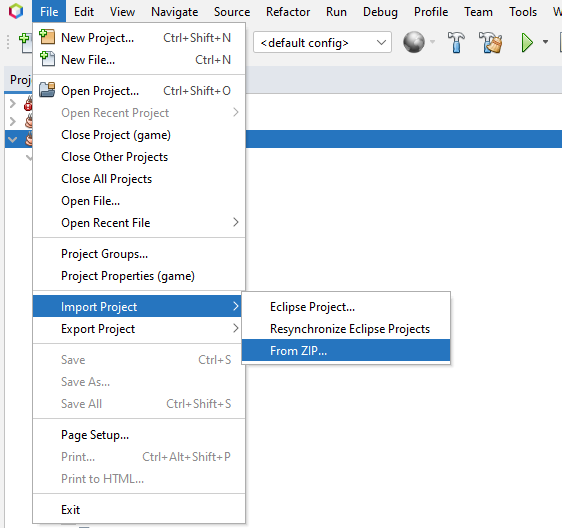 File Edit View Navigate Source Refactor Run Debug Profile Team Tools
New Project... Ctrl+Shift+N
<default config>
New File... Ctrl+N
Open Project... Ctrl+Shift+O
Open Recent Project
Close Project (game)
Close Other Projects
Close All Projects
Open File...
Open Recent File
Project Groups...
Project Properties (game)
Import Project
Eclipse Project...
Export Project
Resynchronize Eclipse Projects
From ZIP...
Save Ctrl+S
Save As...
Save All Ctrl+Shift+S
Page Setup...
Print... Ctrl+Alt+Shift+P
Print to HTML...
Exit